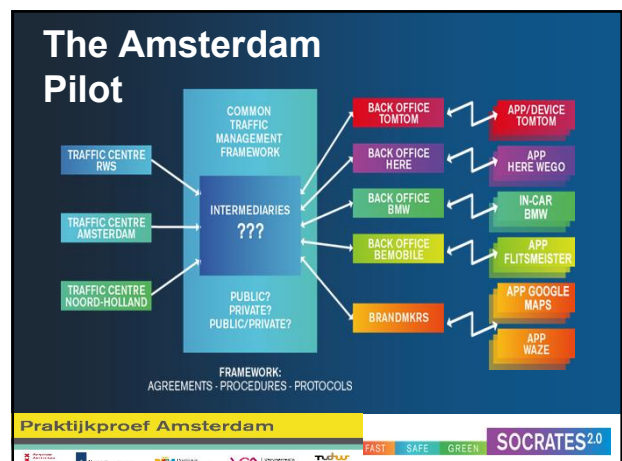 The Amsterdam
Pilot
COMMON
TRAFFIC
MANAGEMENT
FRAMEWORK
TRAFFIC CENTRE
RWS
TRAFFIC CENTRE
AMSTERDAM
TRAFFIC CENTRE
NOORD-HOLLAND
INTERMEDIARIES
???
PUBLIC?
PRIVATE?
PUBLIC/PRIVATE?
BACK OFFICE
TOMTOM
APP/DEVICE
TOMTOM
BACK OFFICE
HERE
APP
HERE WEGO
BACK OFFICE
BMW
IN-CAR
BMW
BACK OFFICE
BEMOBILE
APP
FLITSMEISTER
BRANDMKRS
APP GOOGLE
MAPS
APP
WAZE
FRAMEWORK:
AGREEMENTS - PROCEDURES - PROTOCOLS
Praktijkproef Amsterdam
FAST SAFE GREEN SOCRATES2.0